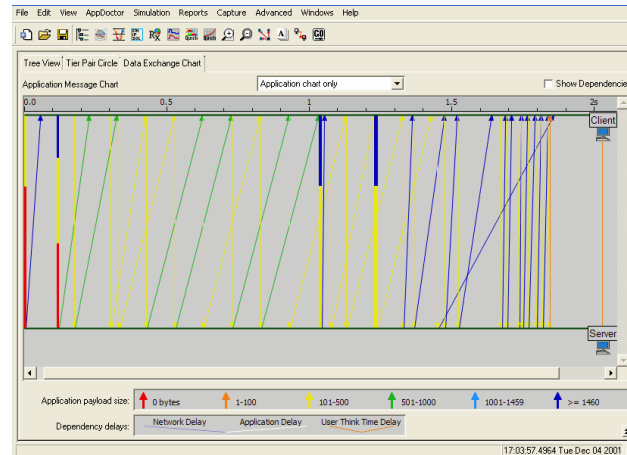 File Edit View AppDoctor Simulation Reports Capture Advanced Windows Help
Tree View Tier Pair Circle Data Exchange Chart
Application Message Chart Application chart only Show Dependencie
0.0 0.5 1 1.5 2s
Client
Server
Application payload size: 0 bytes 1-100 101-500 501-1000 1001-1459 >= 1460
Dependency delays: Network Delay Application Delay User Think Time Delay
17:03:57.4964 Tue Dec 04 2001